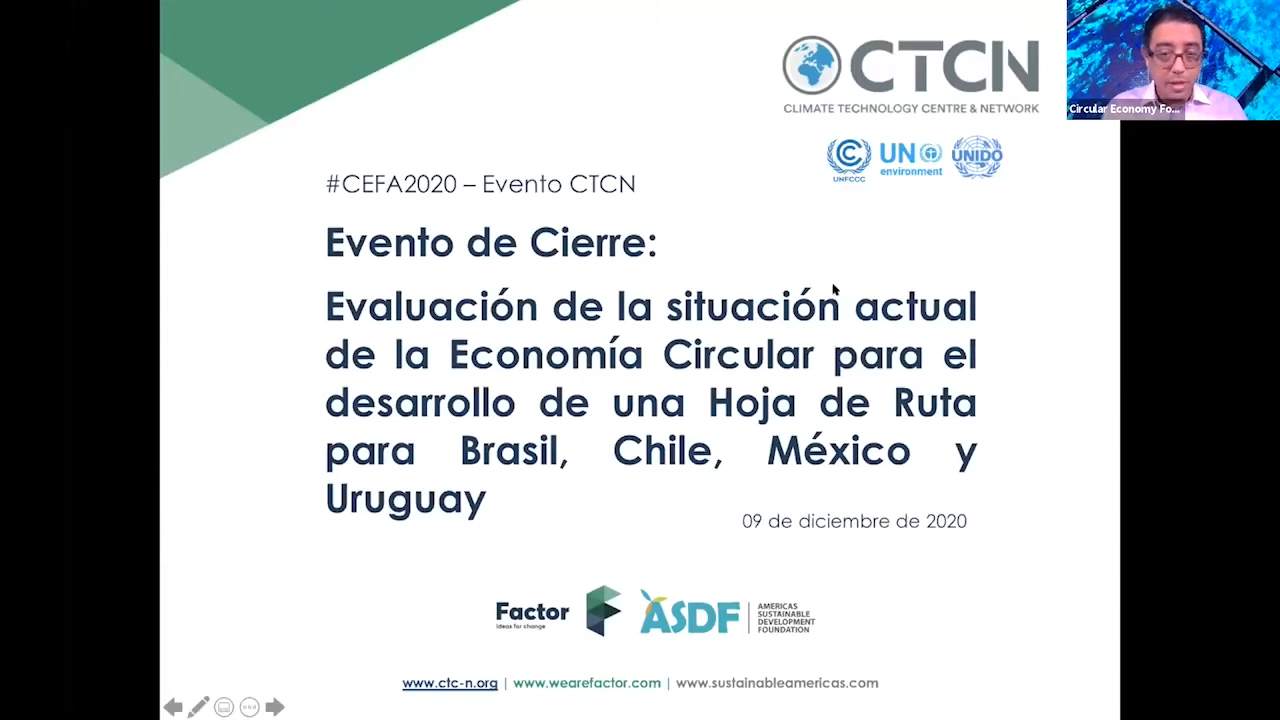 CTCN
CLIMATE TECHNOLOGY CENTRE & NETWORK
Circular Economy Fo...
UNFCCC
UN
environment
UNIDO
#CEFA2020 – Evento CTCN
Evento de Cierre:
Evaluación de la situación actual
de la Economía Circular para el
desarrollo de una Hoja de Ruta
para Brasil, Chile, México y
Uruguay
09 de diciembre de 2020
Factor
Ideas for change
ASDF
AMERICAS
SUSTAINABLE
DEVELOPMENT
FOUNDATION
www.ctc-n.org | www.wearefactor.com | www.sustainableamericas.com